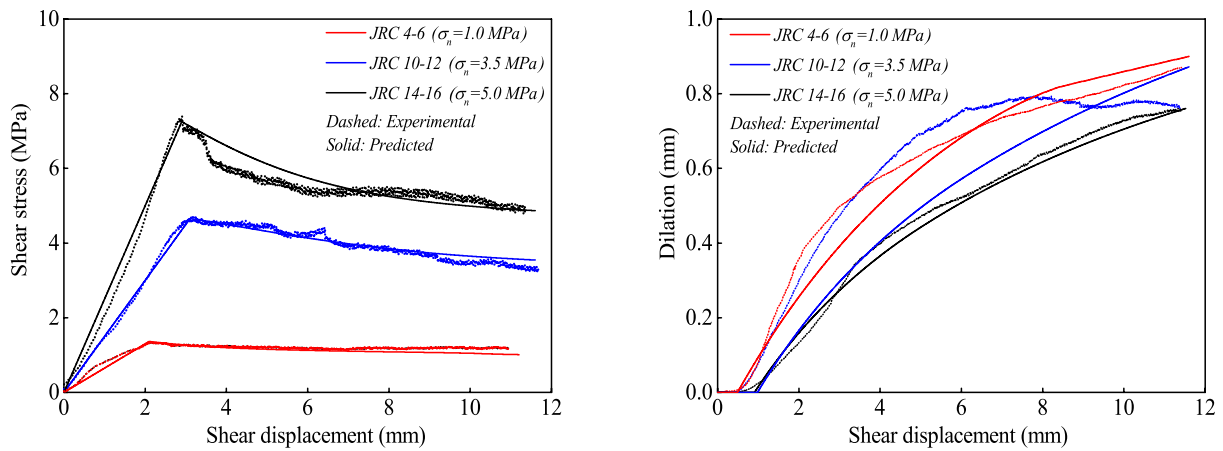 10
8
6
4
2
0
0
2
4
6
8
10
12
Shear stress (MPa)
Shear displacement (mm)
JRC 4-6 (σn=1.0 MPa)
JRC 10-12 (σn=3.5 MPa)
JRC 14-16 (σn=5.0 MPa)
Dashed: Experimental
Solid: Predicted
1.0
0.8
0.6
0.4
0.2
0.0
0
2
4
6
8
10
12
Dilation (mm)
Shear displacement (mm)
JRC 4-6 (σn=1.0 MPa)
JRC 10-12 (σn=3.5 MPa)
JRC 14-16 (σn=5.0 MPa)
Dashed: Experimental
Solid: Predicted